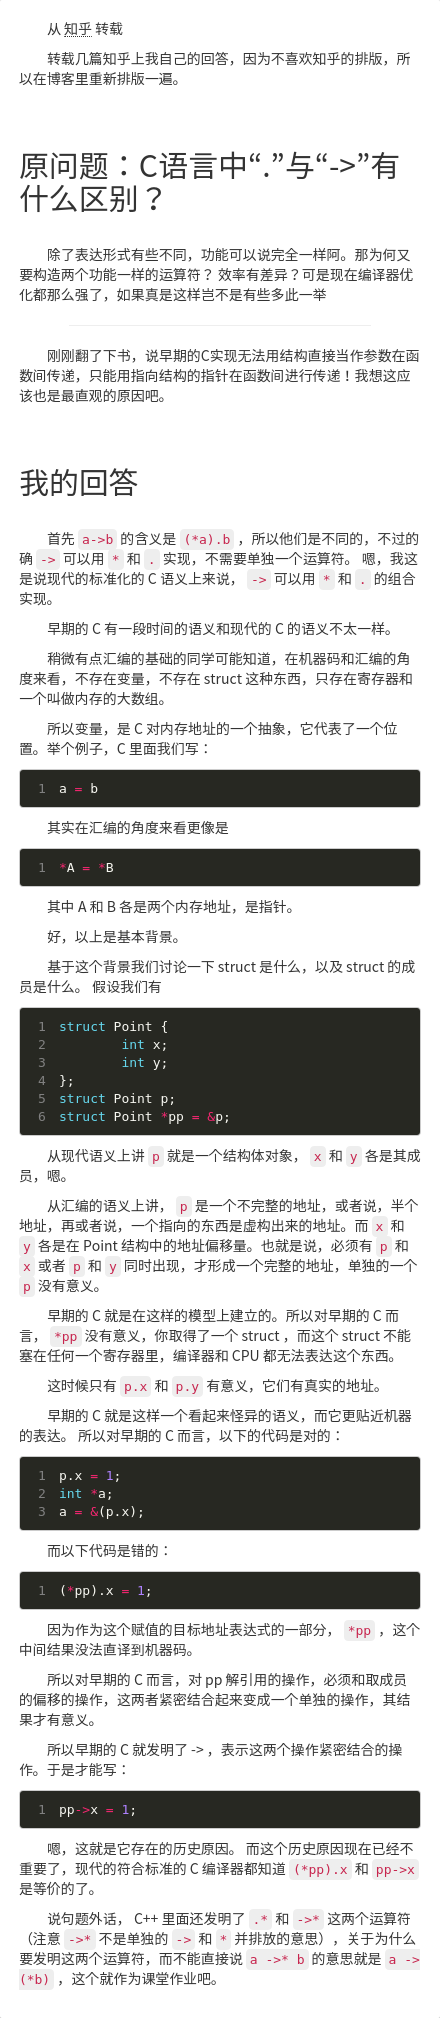 从 知乎 转载
转载几篇知乎上我自己的回答，因为不喜欢知乎的排版，所
以在博客里重新排版一遍。
原问题：C语言中“.”与“->”有
什么区别？
除了表达形式有些不同，功能可以说完全一样阿。那为何又
要构造两个功能一样的运算符？ 效率有差异？可是现在编译器优
化都那么强了，如果真是这样岂不是有些多此一举
刚刚翻了下书，说早期的C实现无法用结构直接当作参数在函
数间传递，只能用指向结构的指针在函数间进行传递！我想这应
该也是最直观的原因吧。
我的回答
首先 a->b 的含义是 (*a).b ，所以他们是不同的，不过的
确 -> 可以用 * 和 . 实现，不需要单独一个运算符。 嗯，我这
是说现代的标准化的 C 语义上来说， -> 可以用 * 和 . 的组合
实现。
早期的 C 有一段时间的语义和现代的 C 的语义不太一样。
稍微有点汇编的基础的同学可能知道，在机器码和汇编的角
度来看，不存在变量，不存在 struct 这种东西，只存在寄存器和
一个叫做内存的大数组。
所以变量，是 C 对内存地址的一个抽象，它代表了一个位
置。举个例子，C 里面我们写：
1 a = b
其实在汇编的角度来看更像是
1 *A = *B
其中 A 和 B 各是两个内存地址，是指针。
好，以上是基本背景。
基于这个背景我们讨论一下 struct 是什么，以及 struct 的成
员是什么。 假设我们有
1 struct Point {
2         int x;
3         int y;
4 };
5 struct Point p;
6 struct Point *pp = &p;
从现代语义上讲 p 就是一个结构体对象， x 和 y 各是其成
员，嗯。
从汇编的语义上讲， p 是一个不完整的地址，或者说，半个
地址，再或者说，一个指向的东西是虚构出来的地址。而 x 和
y 各是在 Point 结构中的地址偏移量。也就是说，必须有 p 和
x 或者 p 和 y 同时出现，才形成一个完整的地址，单独的一个
p 没有意义。
早期的 C 就是在这样的模型上建立的。所以对早期的 C 而
言， *pp 没有意义，你取得了一个 struct ，而这个 struct 不能
塞在任何一个寄存器里，编译器和 CPU 都无法表达这个东西。
这时候只有 p.x 和 p.y 有意义，它们有真实的地址。
早期的 C 就是这样一个看起来怪异的语义，而它更贴近机器
的表达。 所以对早期的 C 而言，以下的代码是对的：
1 p.x = 1;
2 int *a;
3 a = &(p.x);
而以下代码是错的：
1 (*pp).x = 1;
因为作为这个赋值的目标地址表达式的一部分， *pp ，这个
中间结果没法直译到机器码。
所以对早期的 C 而言，对 pp 解引用的操作，必须和取成员
的偏移的操作，这两者紧密结合起来变成一个单独的操作，其结
果才有意义。
所以早期的 C 就发明了 -> ，表示这两个操作紧密结合的操
作。于是才能写：
1 pp->x = 1;
嗯，这就是它存在的历史原因。 而这个历史原因现在已经不
重要了，现代的符合标准的 C 编译器都知道 (*pp).x 和 pp->x
是等价的了。
说句题外话， C++ 里面还发明了 .* 和 ->* 这两个运算符
（注意 ->* 不是单独的 -> 和 * 并排放的意思），关于为什么
要发明这两个运算符，而不能直接说 a ->* b 的意思就是 a ->
(*b) ，这个就作为课堂作业吧。